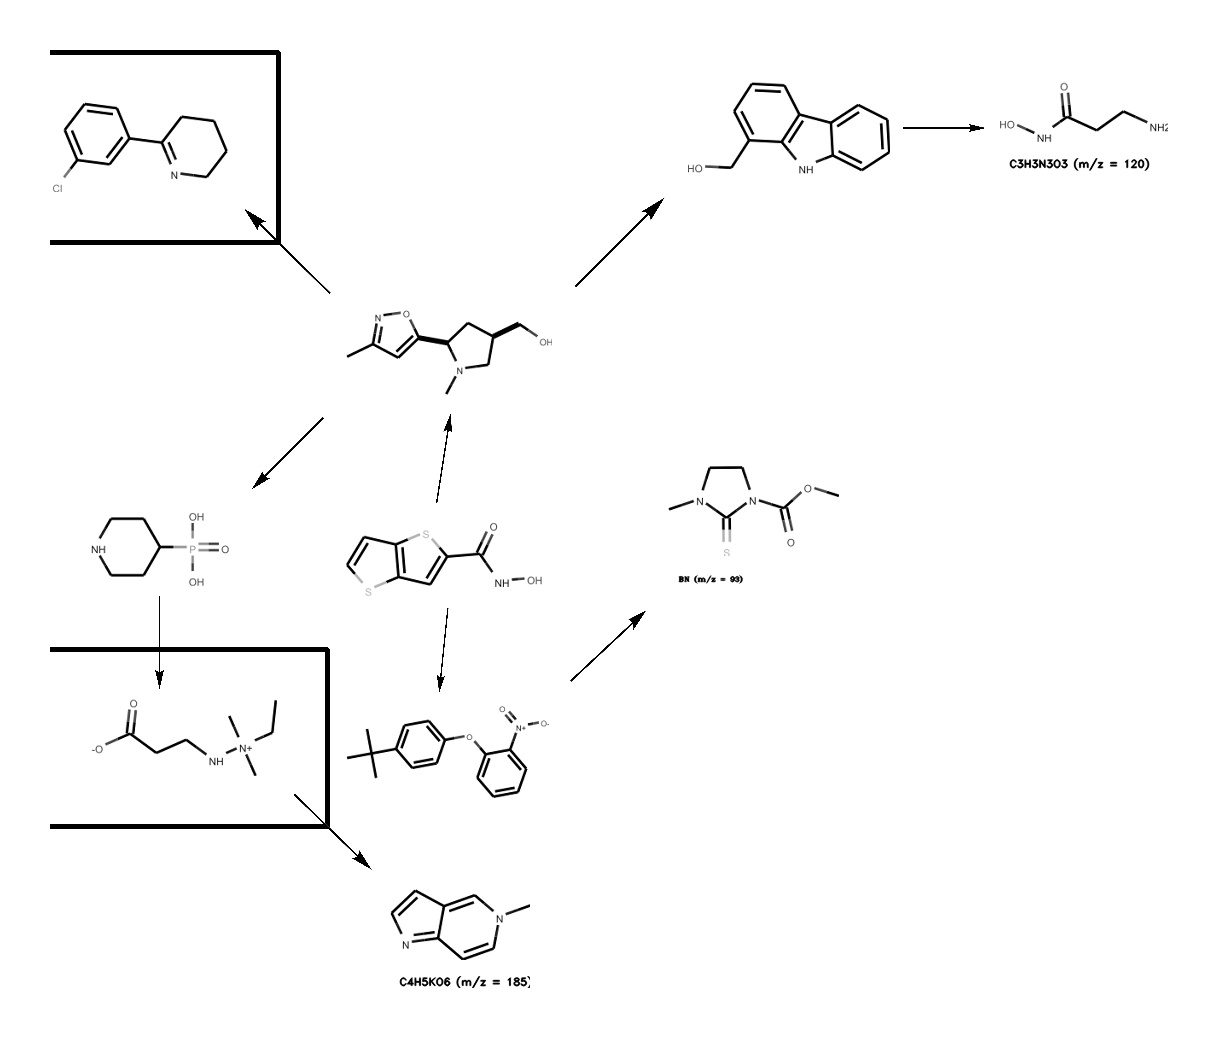 Cl
N
HO
NH
O
HO
NH
NH2
C3H3N3O3 (m/z = 120)
N
O
N
OH
NH
OH
P
O
OH
S
S
O
NH
OH
N
N
S
O
O
BN (m/z = 93)
O
-O
NH
N+
O
O
N+
O-
N
N
C4H5KO6 (m/z = 185)